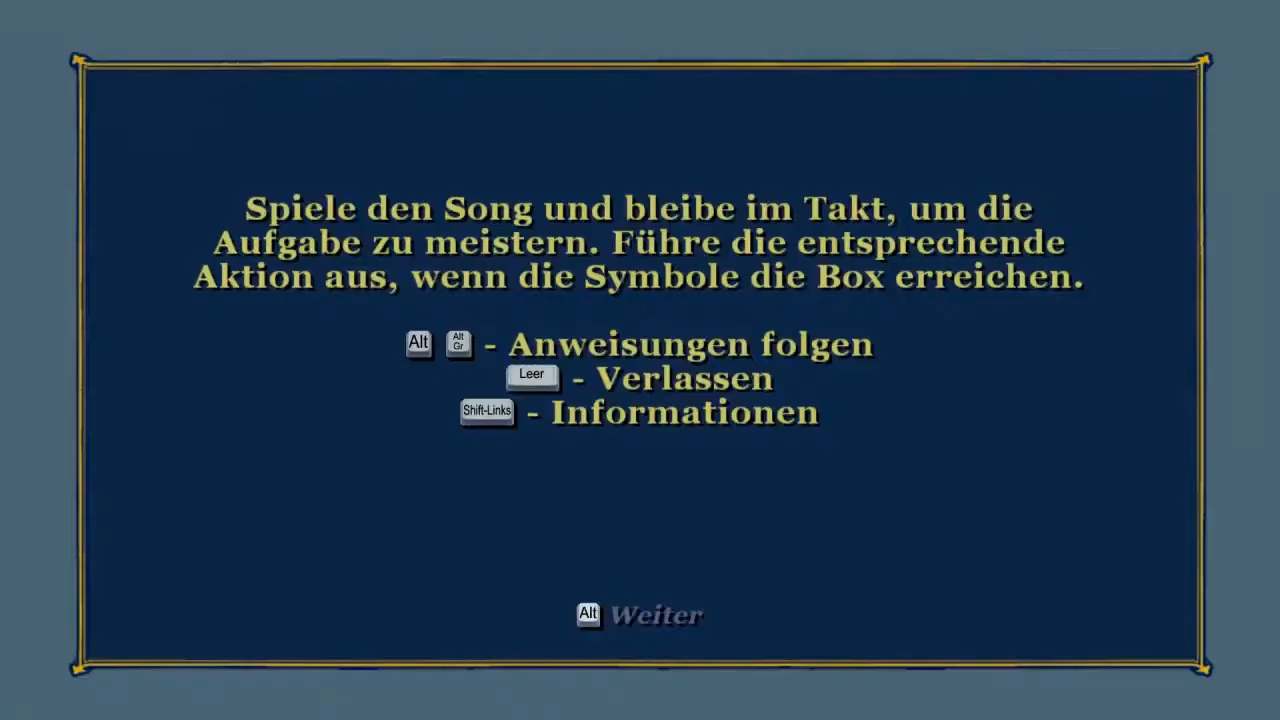 Spiele den Song und bleibe im Takt, um die
Aufgabe zu meistern. Führe die entsprechende
Aktion aus, wenn die Symbole die Box erreichen.
Alt Alt Gr - Anweisungen folgen
Leer - Verlassen
Shift-Links - Informationen
Alt Weiter